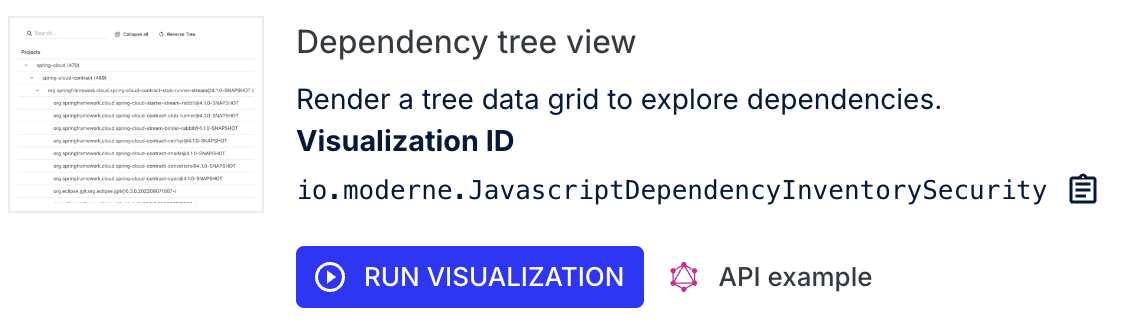 Search...
Collapse all
Reverse Tree
Projects
spring-cloud (470)
spring-cloud-contract (469)
org.springframework.cloud.spring-cloud-contract-stub-runner-stream@4.1.0-SNAPSHOT (
org.springframework.cloud.spring-cloud-starter-stream-rabbit@4.1.0-SNAPSHOT
org.springframework.cloud.spring-cloud-contract-stub-runner@4.1.0-SNAPSHOT
org.springframework.cloud.spring-cloud-stream-binder-rabbit@4.1.0-SNAPSHOT
org.springframework.cloud.spring-cloud-contract-verifier@4.1.0-SNAPSHOT
org.springframework.cloud.spring-cloud-contract-shade@4.1.0-SNAPSHOT
org.springframework.cloud.spring-cloud-contract-converters@4.1.0-SNAPSHOT
org.springframework.cloud.spring-cloud-contract-spec@4.1.0-SNAPSHOT
org.eclipse.jgit.org.eclipse.jgit@6.3.0.202209071007-r
Dependency tree view
Render a tree data grid to explore dependencies.
Visualization ID
io.moderne.JavascriptDependencyInventorySecurity
RUN VISUALIZATION
API example